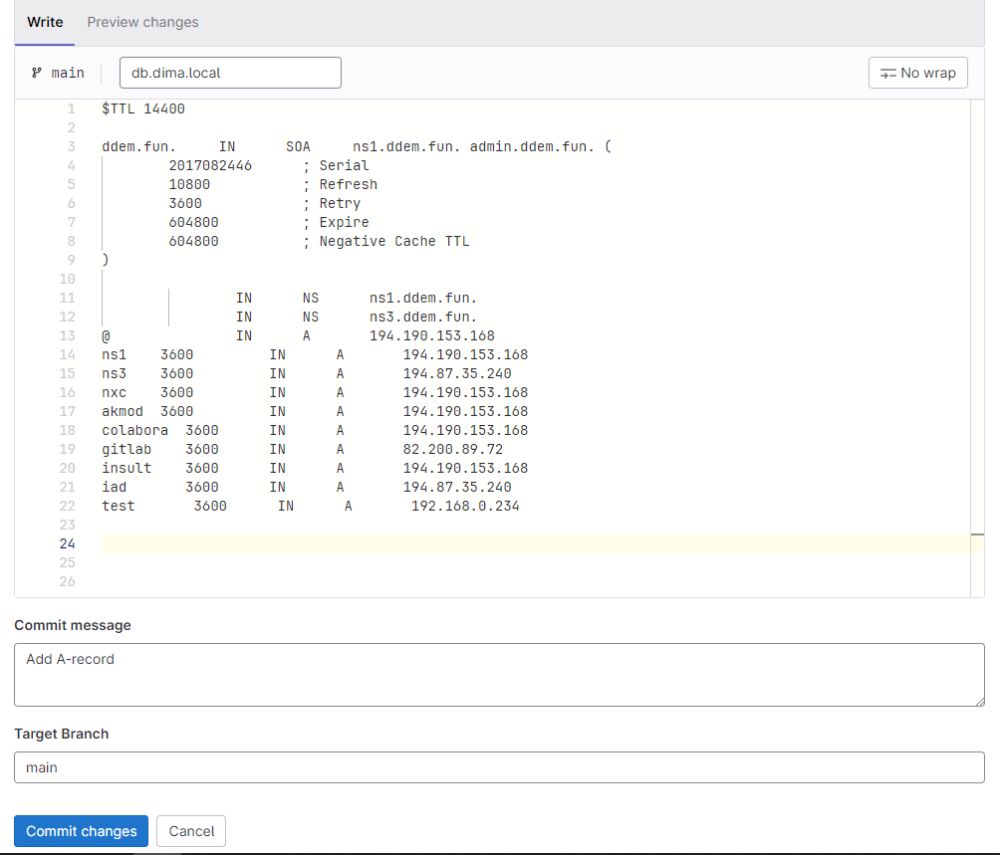 Write Preview changes
main db.dima.local No wrap
1 $TTL 14400
2
3 ddem.fun. IN SOA ns1.ddem.fun. admin.ddem.fun. (
4 2017082446 ; Serial
5 10800 ; Refresh
6 3600 ; Retry
7 604800 ; Expire
8 604800 ; Negative Cache TTL
9 )
10
11 IN NS ns1.ddem.fun.
12 IN NS ns3.ddem.fun.
13 @ IN A 194.190.153.168
14 ns1 3600 IN A 194.190.153.168
15 ns3 3600 IN A 194.87.35.240
16 nxc 3600 IN A 194.190.153.168
17 akmod 3600 IN A 194.190.153.168
18 colabora 3600 IN A 194.190.153.168
19 gitlab 3600 IN A 82.200.89.72
20 insult 3600 IN A 194.190.153.168
21 iad 3600 IN A 194.87.35.240
22 test 3600 IN A 192.168.0.234
23
24
25
26
Commit message
Add A-record
Target Branch
main
Commit changes Cancel